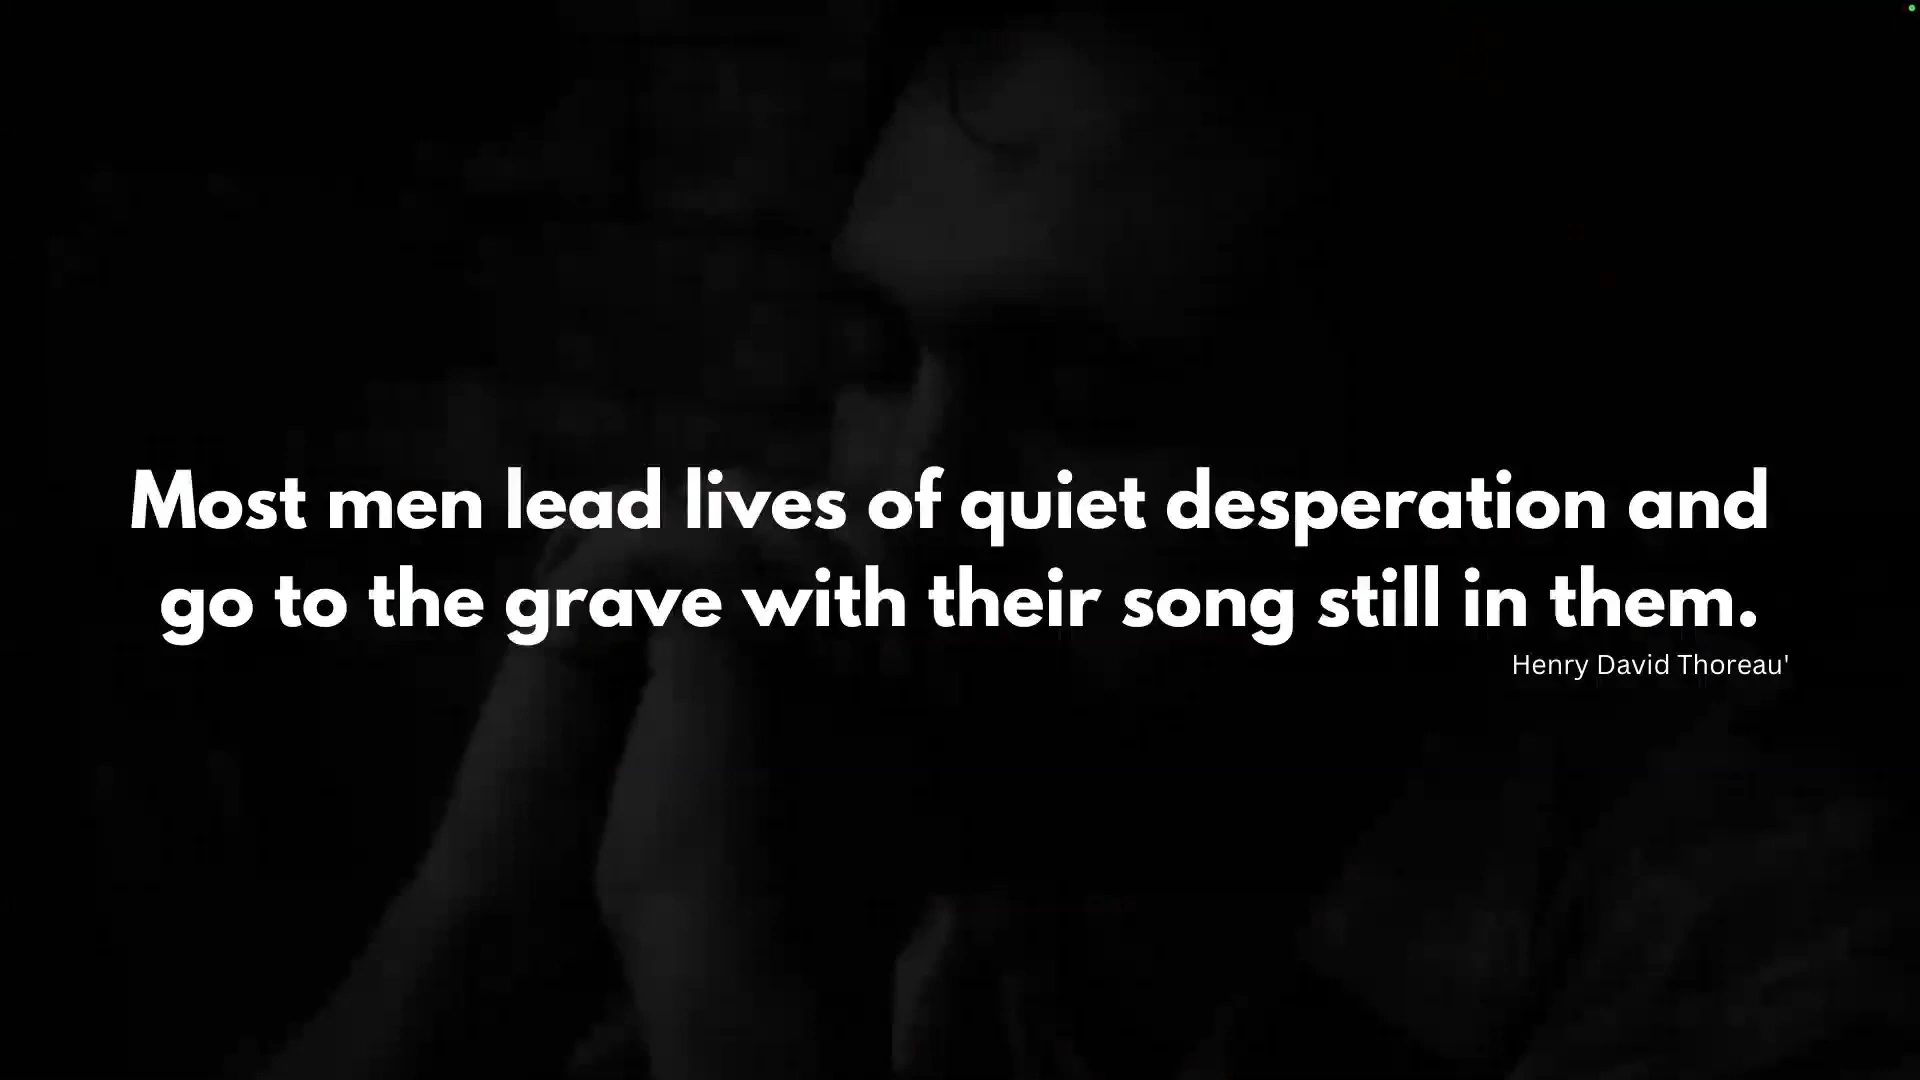 Most men lead lives of quiet desperation and
go to the grave with their song still in them.
Henry David Thoreau'